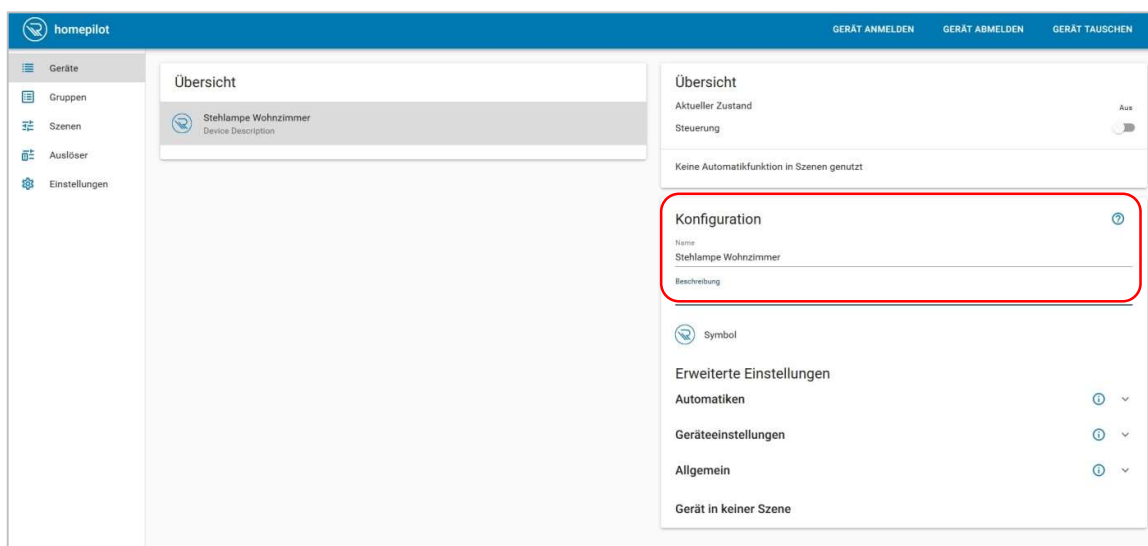 homepilot
GERÄT ANMELDEN GERÄT ABMELDEN GERÄT TAUSCHEN
Geräte
Gruppen
Szenen
Auslöser
Einstellungen
Übersicht
Stehlampe Wohnzimmer
Device Description
Übersicht
Aktueller Zustand Aus
Steuerung
Keine Automatikfunktion in Szenen genutzt
Konfiguration
Name
Stehlampe Wohnzimmer
Beschreibung
Symbol
Erweiterte Einstellungen
Automatiken
Geräteeinstellungen
Allgemein
Gerät in keiner Szene